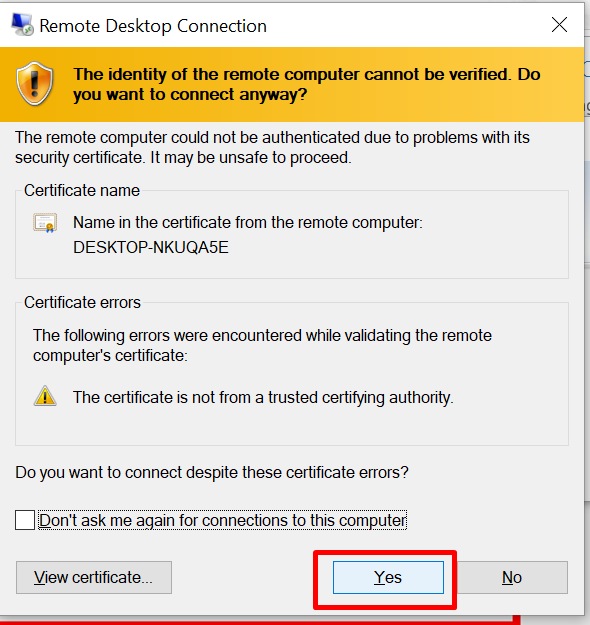 Remote Desktop Connection
The identity of the remote computer cannot be verified. Do
you want to connect anyway?
The remote computer could not be authenticated due to problems with its
security certificate. It may be unsafe to proceed.
Certificate name
Name in the certificate from the remote computer:
DESKTOP-NKUQA5E
Certificate errors
The following errors were encountered while validating the remote
computer's certificate:
The certificate is not from a trusted certifying authority.
Do you want to connect despite these certificate errors?
Don't ask me again for connections to this computer
View certificate...
Yes
No